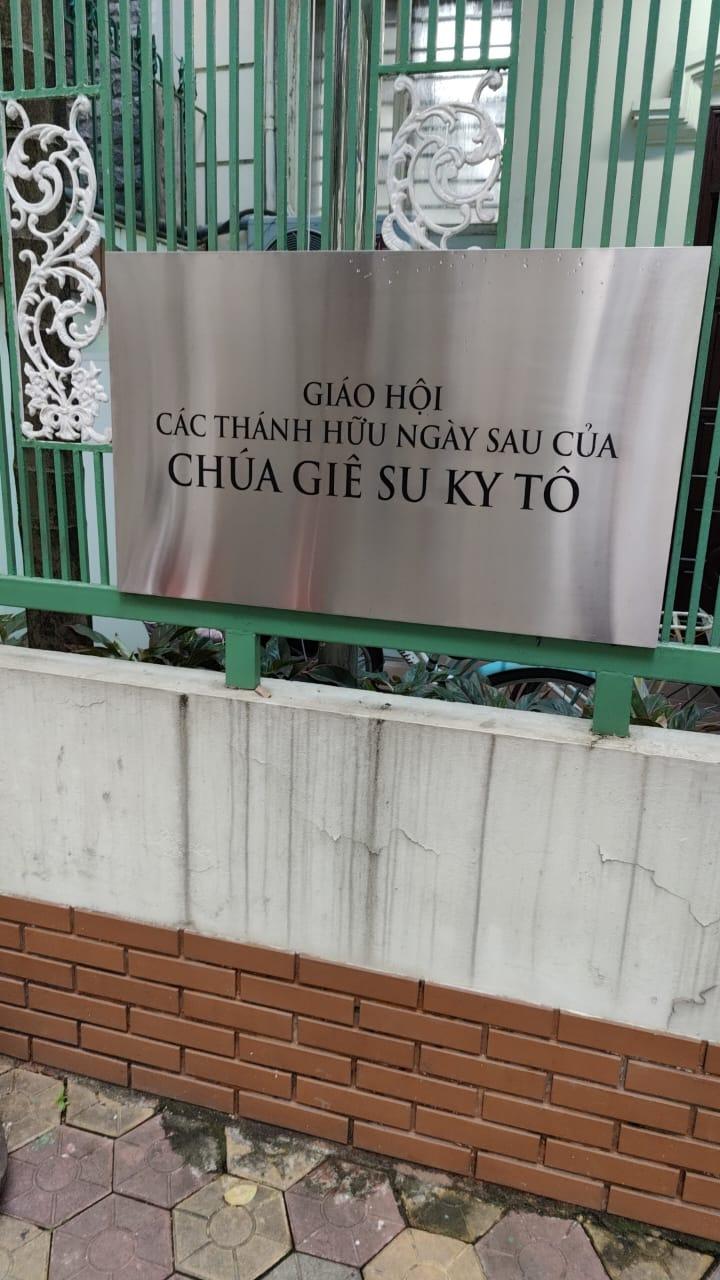 GIÁO HỘI
CÁC THÁNH HỮU NGÀY SAU CỦA
CHÚA GIÊ SU KY TÔ